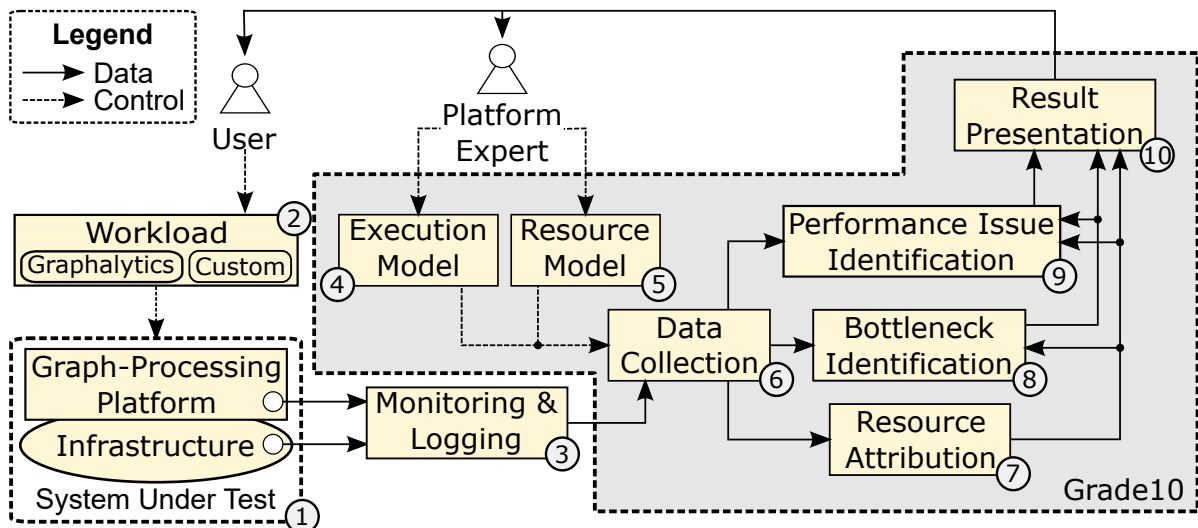 Legend
Data
Control
User
Platform
Expert
Result
Presentation
10
2
Workload
Graphalytics
Custom
Execution
Model
4
Resource
Model
5
Performance Issue
Identification
9
Data
Collection
6
Bottleneck
Identification
8
Graph-Processing
Platform
Infrastructure
System Under Test
1
Monitoring &
Logging
3
Resource
Attribution
7
Grade10